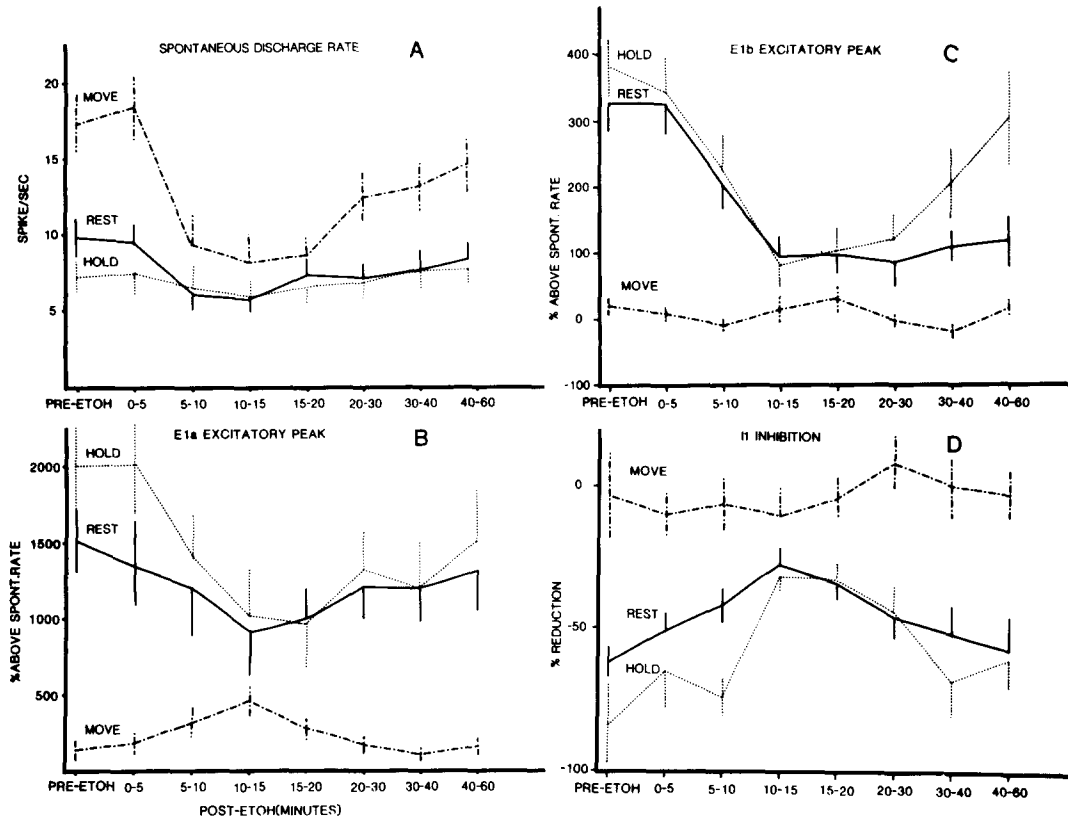 SPONTANEOUS DISCHARGE RATE
A
20
15
10
5
SPIKE/SEC
MOVE
REST
HOLD
PRE-ETOH 0-5 5-10 10-15 15-20 20-30 30-40 40-60
E1a EXCITATORY PEAK
B
2000
1500
1000
500
%ABOVE SPONT.RATE
HOLD
REST
MOVE
PRE-ETOH 0-5 5-10 10-15 15-20 20-30 30-40 40-60
POST-ETOH(MINUTES)
E1b EXCITATORY PEAK
C
400
300
200
100
0
-100
% ABOVE SPONT. RATE
HOLD
REST
MOVE
PRE-ETOH 0-5 5-10 10-15 15-20 20-30 30-40 40-60
I1 INHIBITION
D
0
-50
-100
% REDUCTION
MOVE
REST
HOLD
PRE-ETOH 0-5 5-10 10-15 15-20 20-30 30-40 40-60